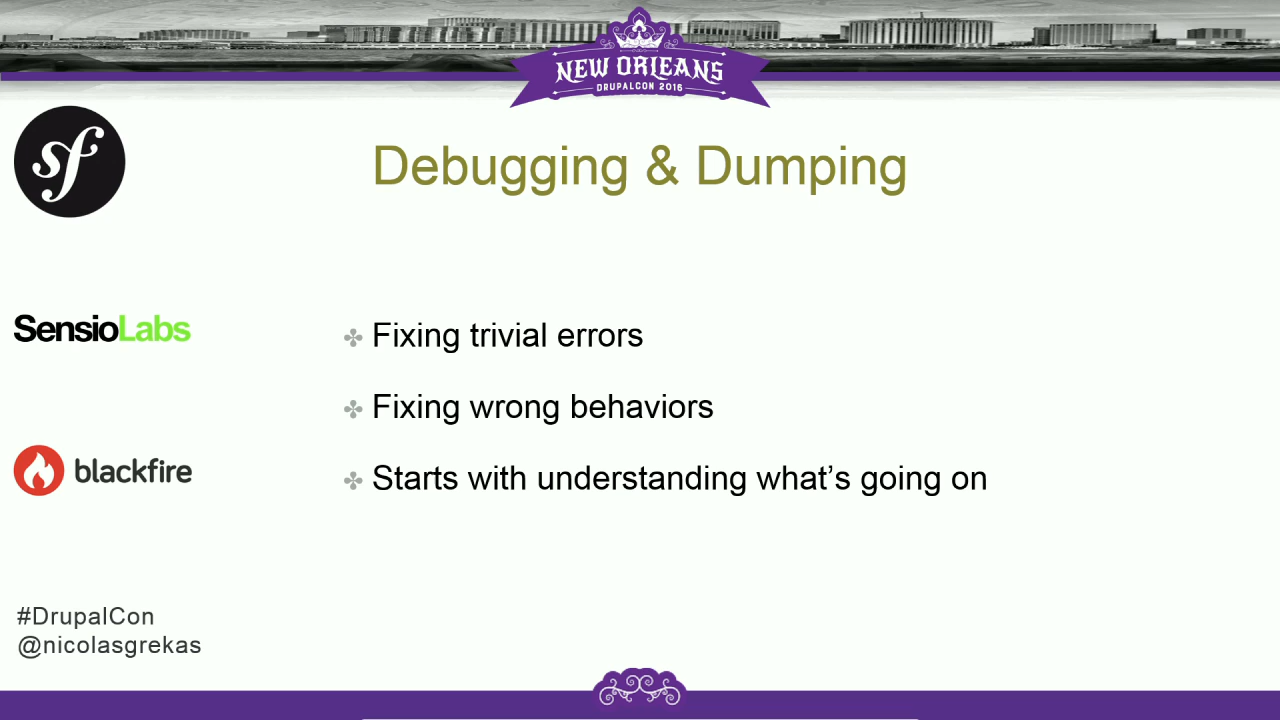 NEW ORLEANS
DRUPALCON 2016
sf
Debugging & Dumping
SensioLabs
Fixing trivial errors
Fixing wrong behaviors
blackfire
Starts with understanding what’s going on
#DrupalCon
@nicolasgrekas